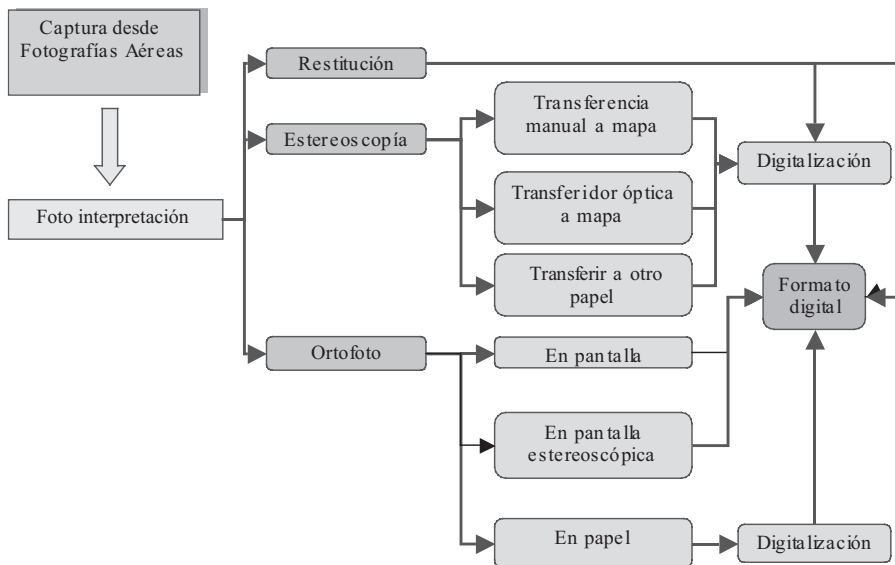 Captura desde
Fotografías Aéreas
Foto interpretación
Restitución
Estereoscopía
Transferencia
manual a mapa
Transferidor óptica
a mapa
Transferir a otro
papel
Digitalización
Formato
digital
Ortofoto
En pantalla
En pantalla
estereoscópica
En papel
Digitalización